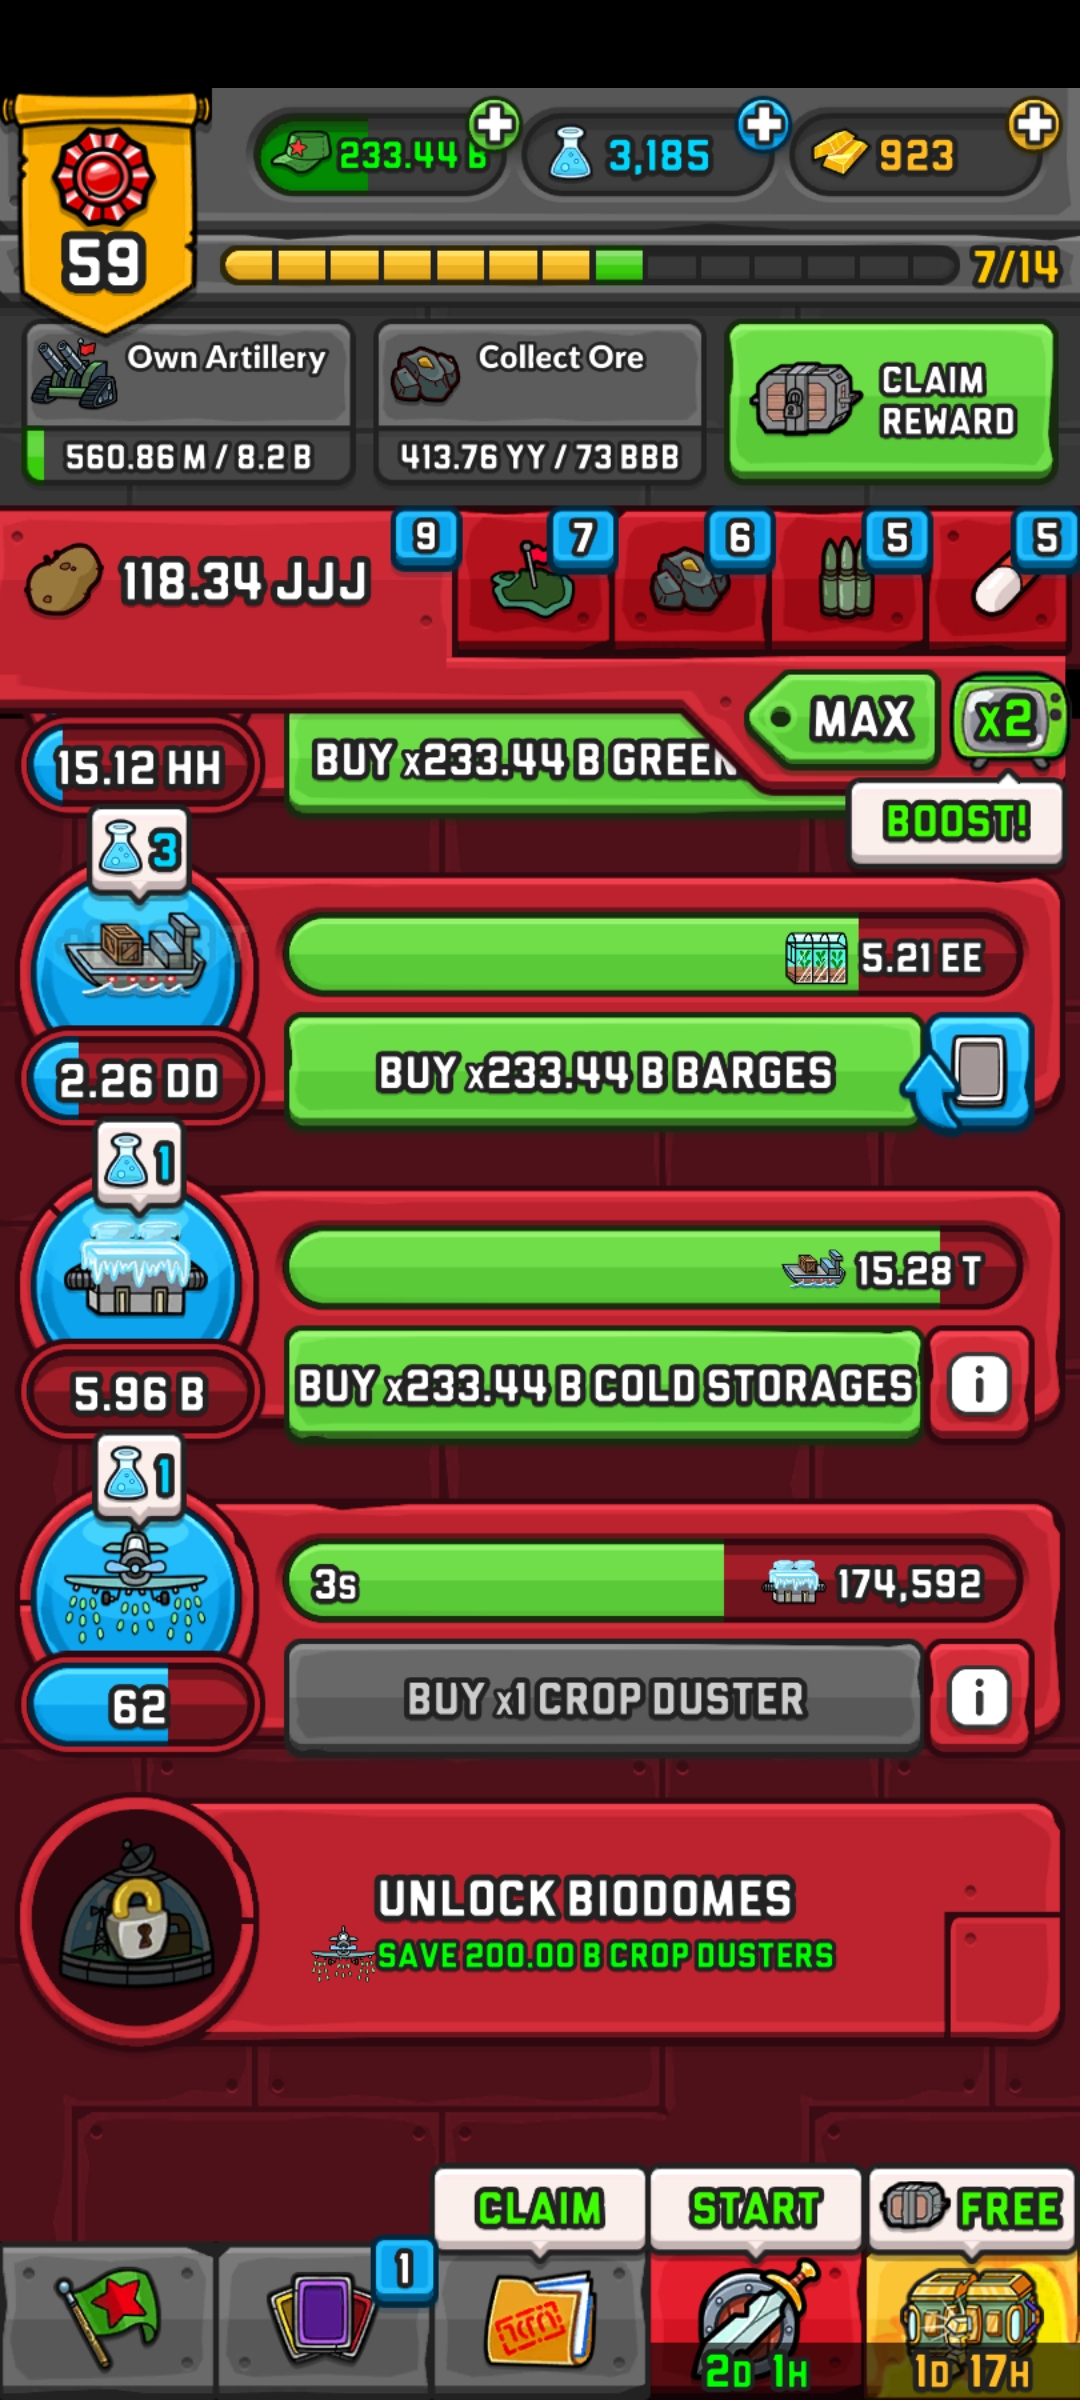 233.44 B
3,185
923
59
7/14
Own Artillery
560.86 M / 8.2 B
Collect Ore
413.76 YY / 73 BBB
CLAIM
REWARD
118.34 JJJ
9
7
6
5
5
MAX
x2
BOOST!
15.12 HH
BUY x233.44 B GREEN
3
5.21 EE
2.26 DD
BUY x233.44 B BARGES
1
15.28 T
5.96 B
BUY x233.44 B COLD STORAGES
i
1
3s
174,592
62
BUY x1 CROP DUSTER
i
UNLOCK BIODOMES
SAVE 200.00 B CROP DUSTERS
CLAIM
START
FREE
1
2D 1H
1D 17H